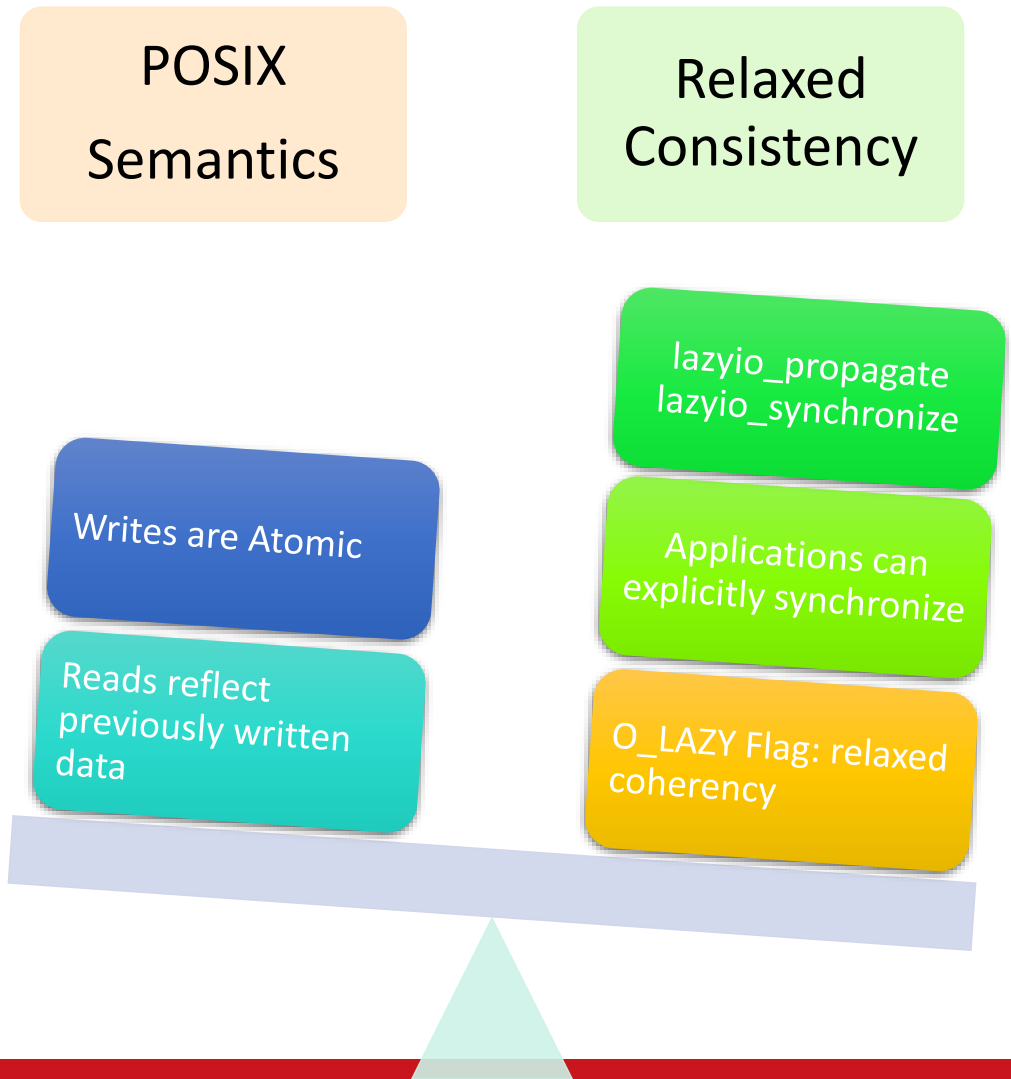 POSIX
Semantics
Relaxed
Consistency
Writes are Atomic
Reads reflect
previously written
data
lazyio_propagate
lazyio_synchronize
Applications can
explicitly synchronize
O_LAZY Flag: relaxed
coherency